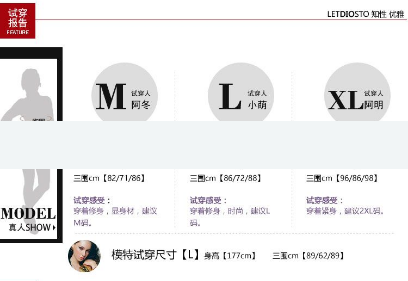 试穿
报告
FEATURE
LETDIOSTO 知性 优雅
M 试穿人
阿冬
L 试穿人
小萌
XL 试穿人
阿明
三围cm【82/71/86】
三围cm【86/72/88】
三围cm【96/86/98】
试穿感受：
穿着修身，显身材，建议
M码。
试穿感受：
穿着修身，时尚，建议L
码。
试穿感受：
穿着紧身，建议2XL码。
MODEL
真人SHOW
模特试穿尺寸【L】身高【177cm】 三围cm【89/62/89】